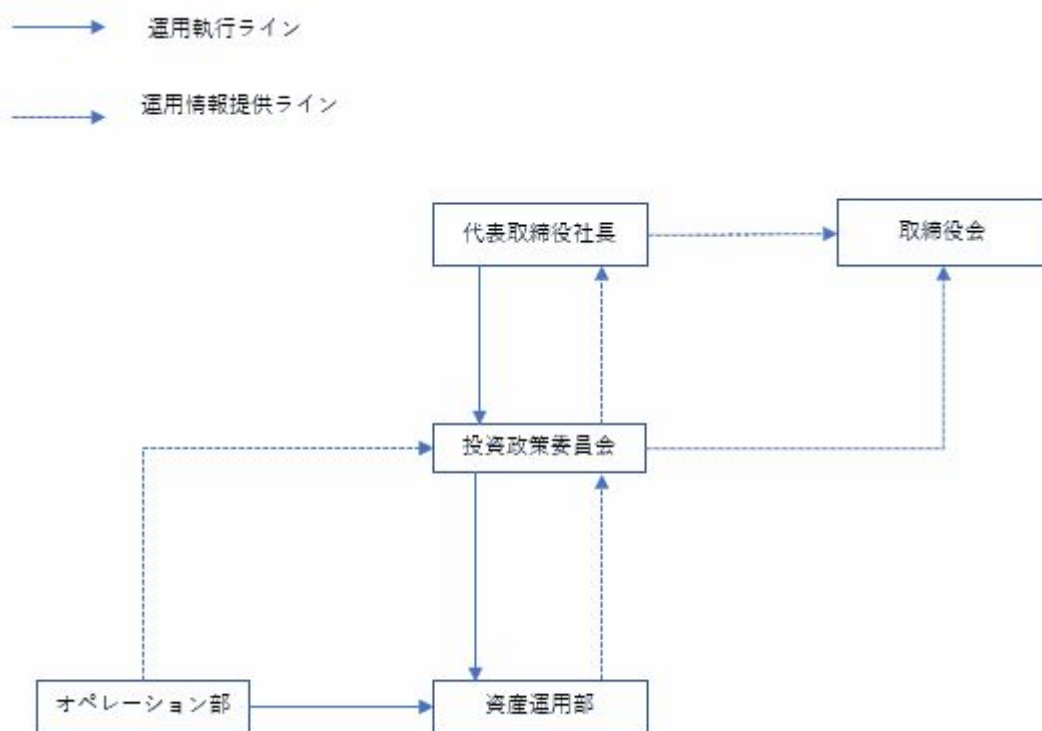 運用執行ライン
運用情報提供ライン
代表取締役社長
取締役会
投資政策委員会
オペレーション部
資産運用部